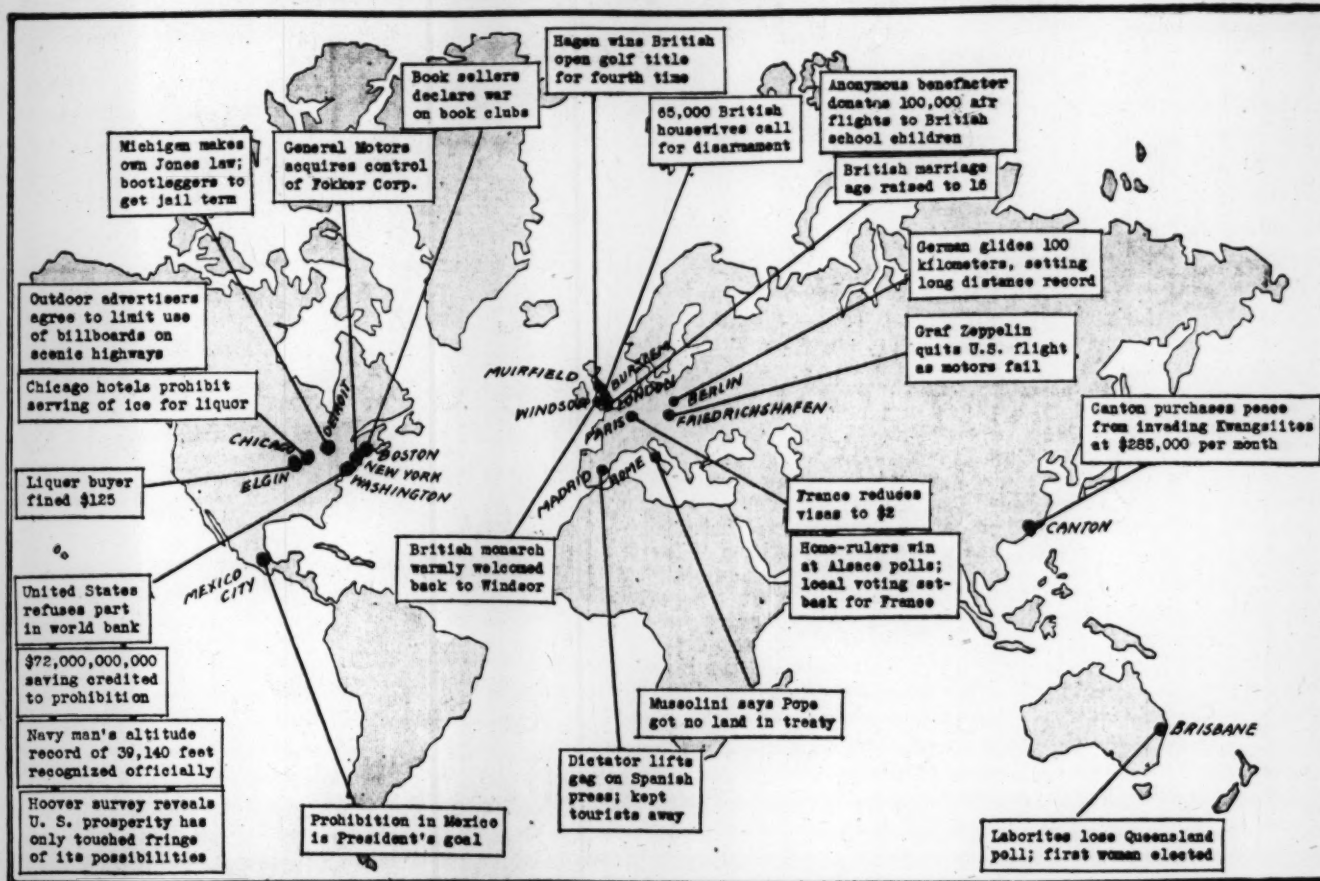 Hagen wins British
open golf title
for fourth time
Book sellers
declare war
on book clubs
65,000 British
housewives call
for disarmament
Anonymous benefacter
donates 100,000 air
flights to British
school children
Michigan makes
own Jones law;
bootleggers to
get jail term
General Motors
acquires control
of Fokker Corp.
British marriage
age raised to 16
German glides 100
kilometers, setting
long distance record
Outdoor advertisers
agree to limit use
of billboards on
scenic highways
Graf Zeppelin
quits U.S. flight
as motors fail
Chicago hotels prohibit
serving of ice for liquor
Canton purchases peace
from invading Kwangsiites
at $285,000 per month
MUIRFIELD
WINDSOR
LONDON
BERLIN
PARIS
FRIEDRICHSHAFEN
DETROIT
CHICAGO
ELGIN
BOSTON
NEW YORK
WASHINGTON
MADRID
ROME
Liquer buyer
fined $125
France reduces
visas to $2
CANTON
British monarch
warmly welcomed
back to Windsor
Home-rulers win
at Alsace polls;
local voting set-
back for France
MEXICO
CITY
United States
refuses part
in world bank
$72,000,000,000
saving credited
to prohibition
Mussolini says Pope
got no land in treaty
BRISBANE
Navy man's altitude
record of 39,140 feet
recognized officially
Dictator lifts
gag on Spanish
press; kept
tourists away
Hoover survey reveals
U. S. prosperity has
only touched fringe
of its possibilities
Prohibition in Mexico
is President's goal
Laborites lose Queensland
poll; first woman elected